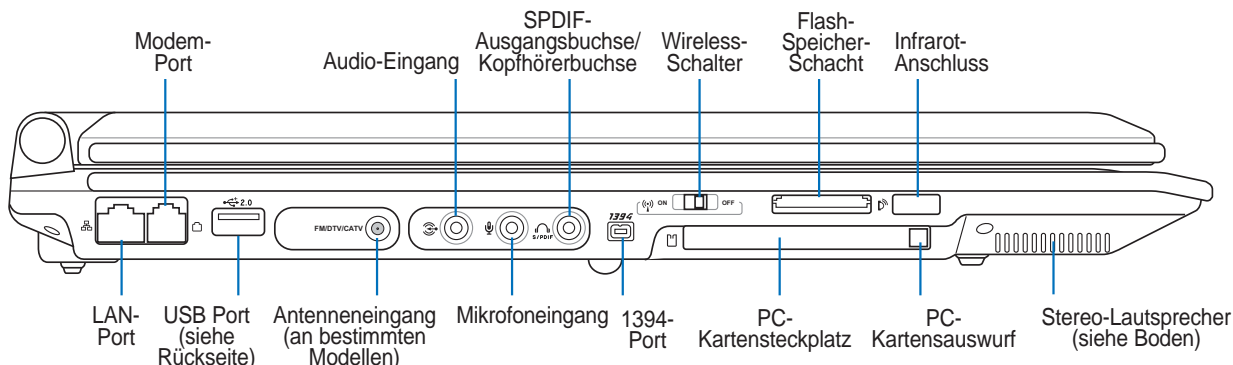 Modem-
Port
Audio-Eingang
SPDIF-
Ausgangsbuchse/
Kopfhörerbuchse
Wireless-
Schalter
Flash-
Speicher-
Schacht
Infrarot-
Anschluss
2.0
FM/DTV/CATV
S/PDIF
1394
ON
OFF
LAN-
Port
USB Port
(siehe
Rückseite)
Antenneneingang
(an bestimmten
Modellen)
Mikrofoneingang
1394-
Port
PC-
Kartensteckplatz
PC-
Kartensauswurf
Stereo-Lautsprecher
(siehe Boden)